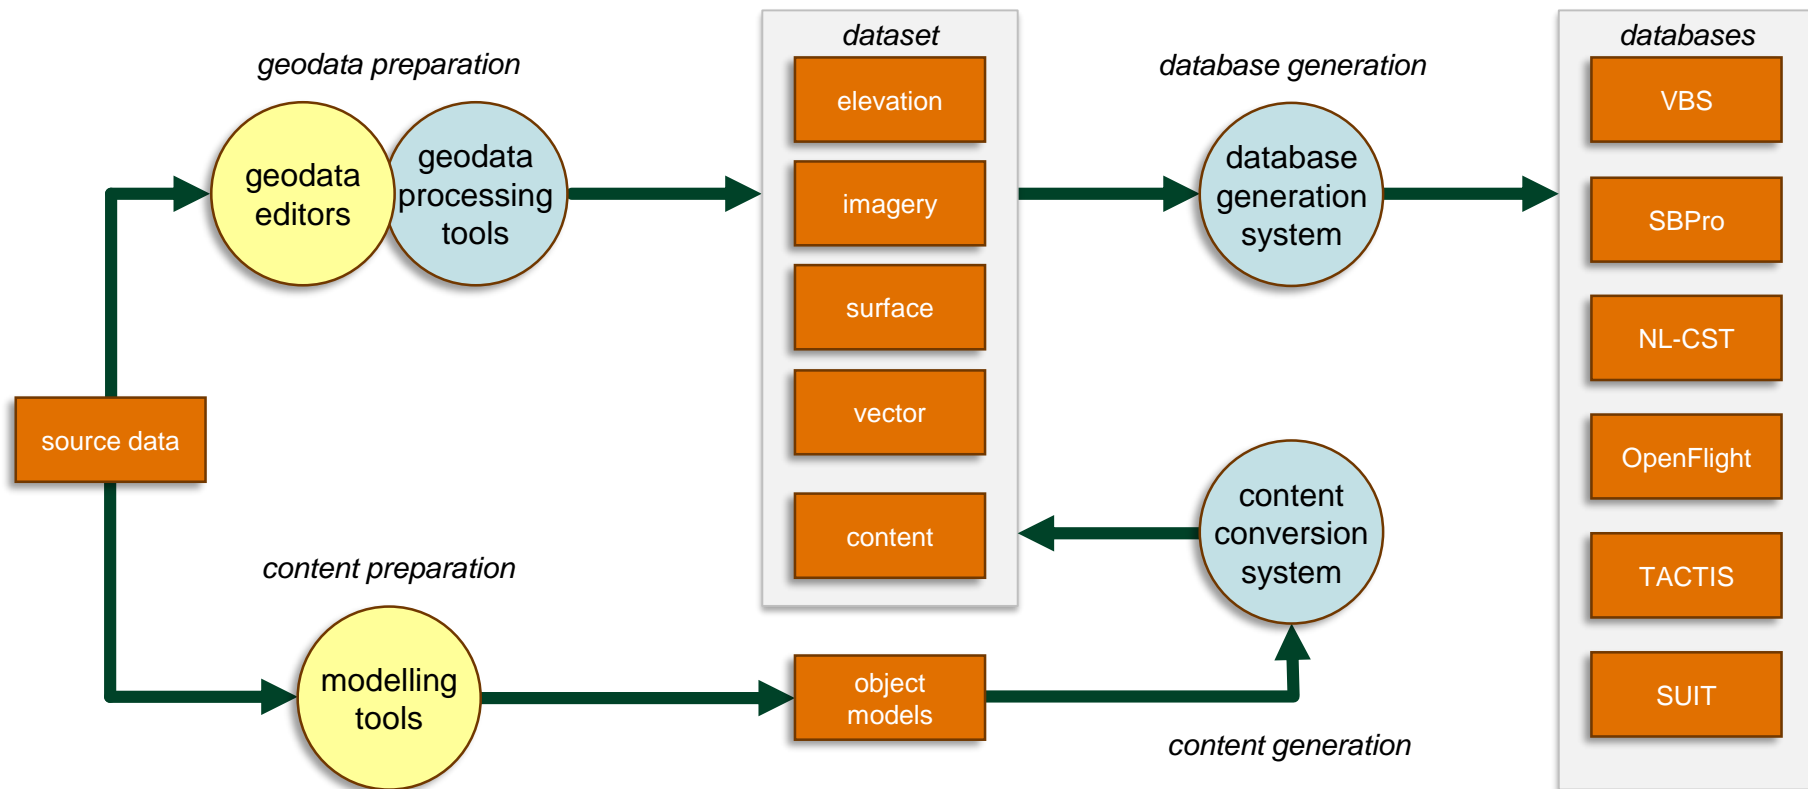 dataset
databases
geodata preparation
database generation
elevation
VBS
geodata
editors
geodata
processing
tools
imagery
database
generation
system
SBPro
surface
NL-CST
source data
vector
OpenFlight
content
content
conversion
system
content preparation
TACTIS
modelling
tools
object
models
SUIT
content generation